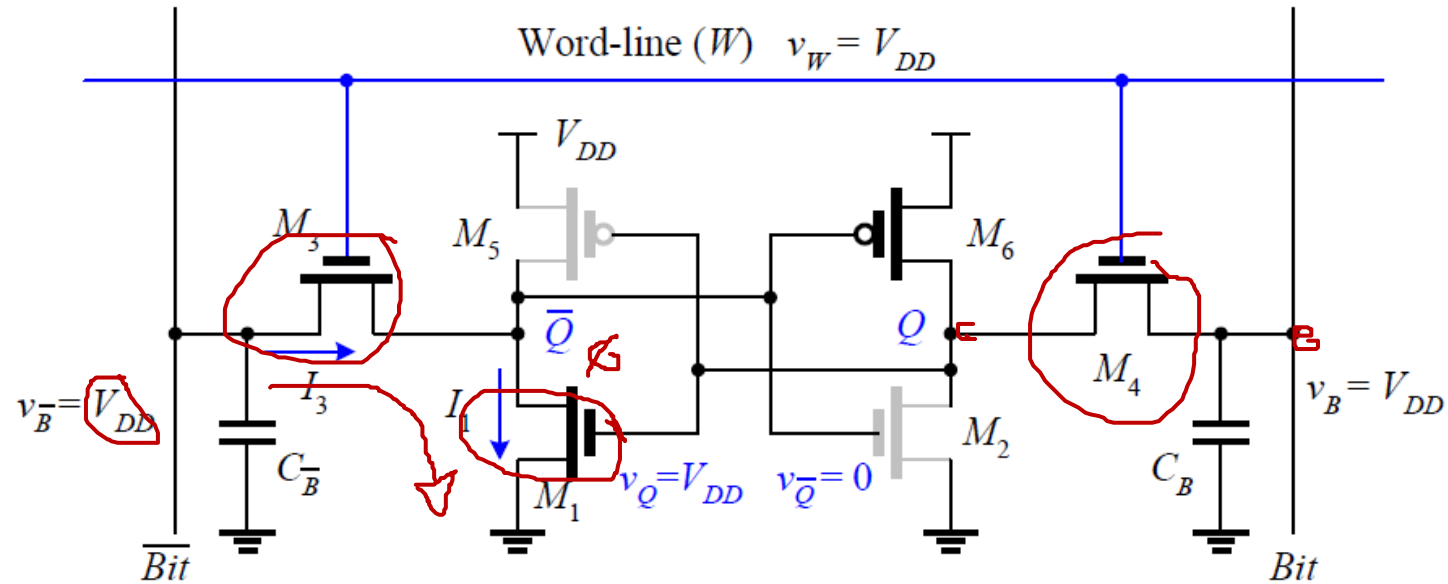 Word-line (W) v_W = V_DD
V_DD
M_3
M_5
M_6
Q̅
Q
M_4
I_3
I_1
v_B̅ = V_DD
v_B = V_DD
M_2
C_B̅
M_1
v_Q = V_DD
v_Q̅ = 0
C_B
B̅i̅t̅
Bit